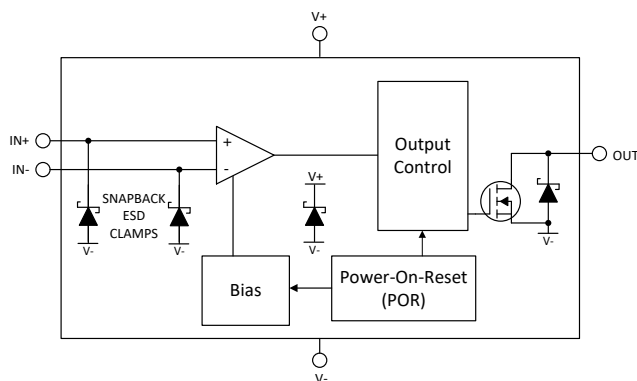 V+
IN+
IN-
+
-
SNAPBACK
ESD
CLAMPS
V-
V-
V+
V-
Output
Control
OUT
V-
Bias
Power-On-Reset
(POR)
V-